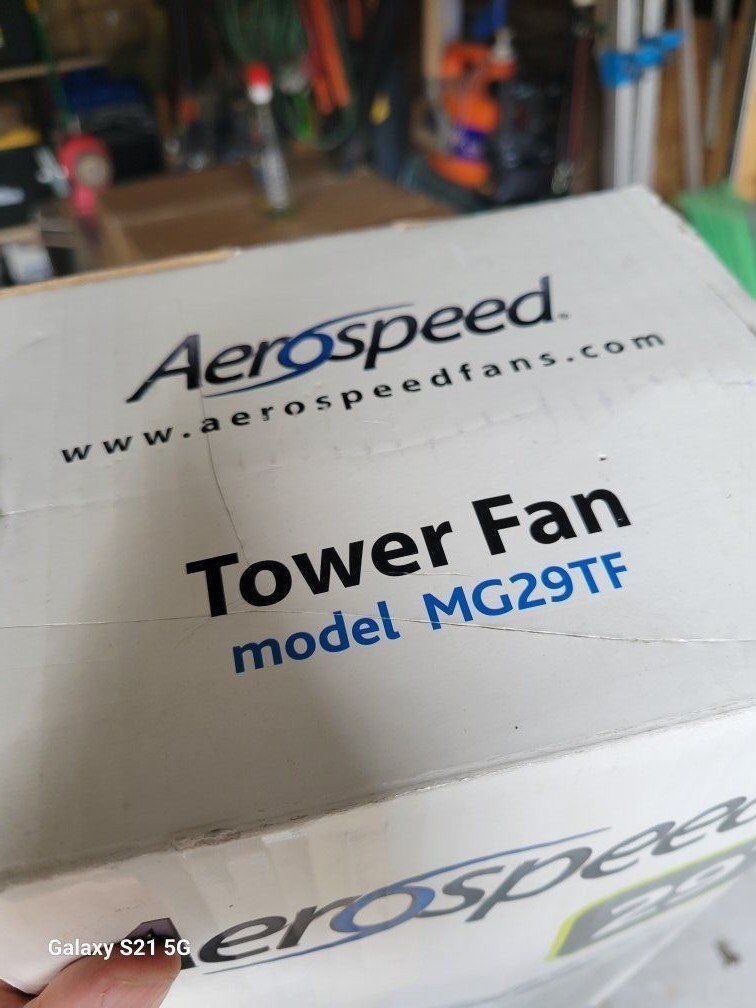 Aerospeed®
www.aerospeedfans.com
Tower Fan
model MG29TF
Aerospeed
Galaxy S21 5G